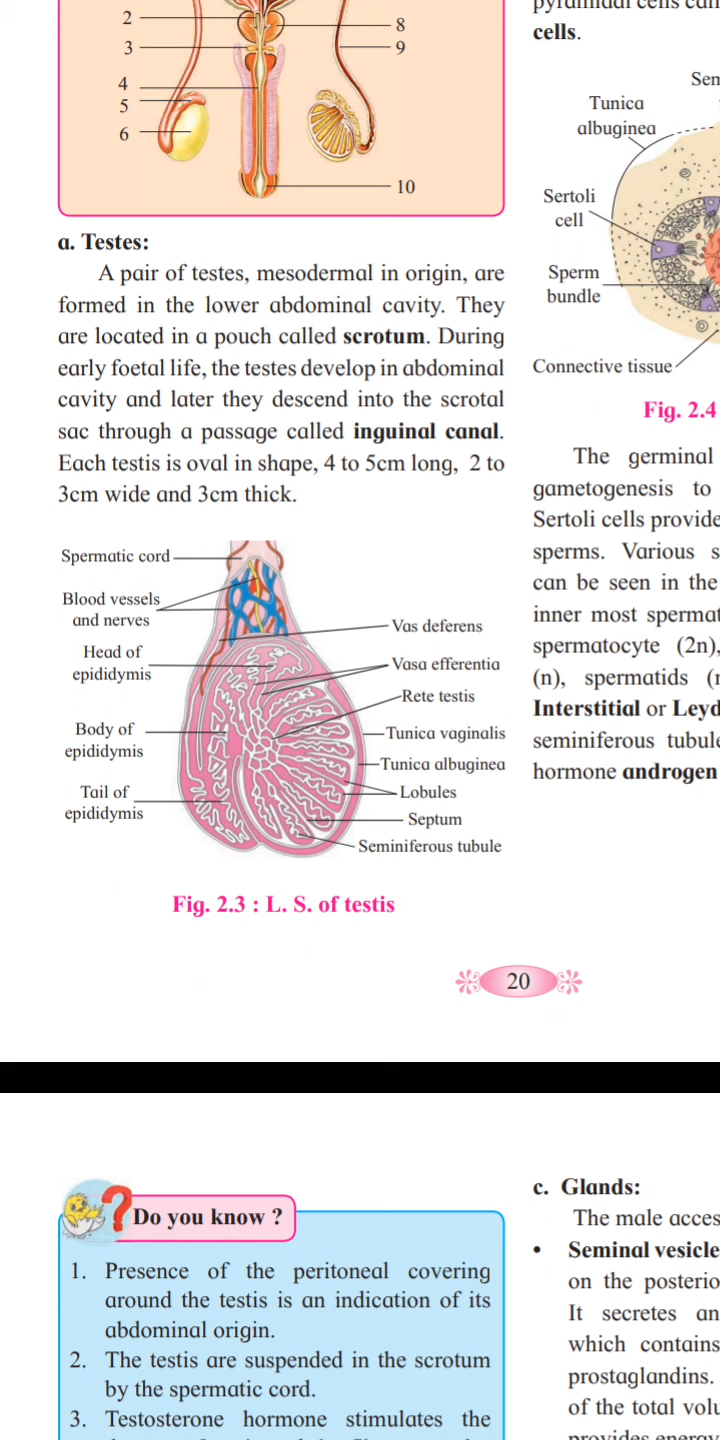 2
3
4
5
6
8
9
10
a. Testes:
A pair of testes, mesodermal in origin, are
formed in the lower abdominal cavity. They
are located in a pouch called scrotum. During
early foetal life, the testes develop in abdominal
cavity and later they descend into the scrotal
sac through a passage called inguinal canal.
Each testis is oval in shape, 4 to 5cm long, 2 to
3cm wide and 3cm thick.
Spermatic cord
Blood vessels
and nerves
Head of
epididymis
Body of
epididymis
Tail of
epididymis
Vas deferens
Vasa efferentia
Rete testis
Tunica vaginalis
Tunica albuginea
Lobules
Septum
Seminiferous tubule
Fig. 2.3 : L. S. of testis
cells.
Tunica
albuginea
Sertoli
cell
Sperm
bundle
Connective tissue
Fig. 2.4
The germinal
gametogenesis to
Sertoli cells provide
sperms. Various s
can be seen in the
inner most spermat
spermatocyte (2n),
(n), spermatids (
Interstitial or Leyd
seminiferous tubule
hormone androgen
20
Do you know ?
1. Presence of the peritoneal covering
around the testis is an indication of its
abdominal origin.
2. The testis are suspended in the scrotum
by the spermatic cord.
3. Testosterone hormone stimulates the
c. Glands:
The male acces
• Seminal vesicle
on the posterio
It secretes an
which contains
prostaglandins.
of the total volu
provides energy